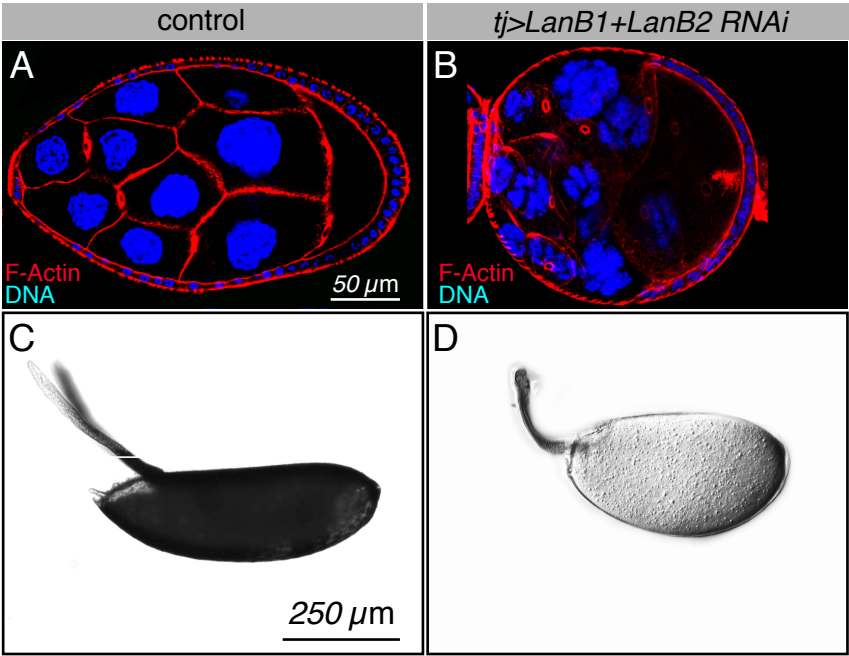 control
tj>LanB1+LanB2 RNAi
A
F-Actin
DNA
50 µm
B
F-Actin
DNA
C
250 µm
D